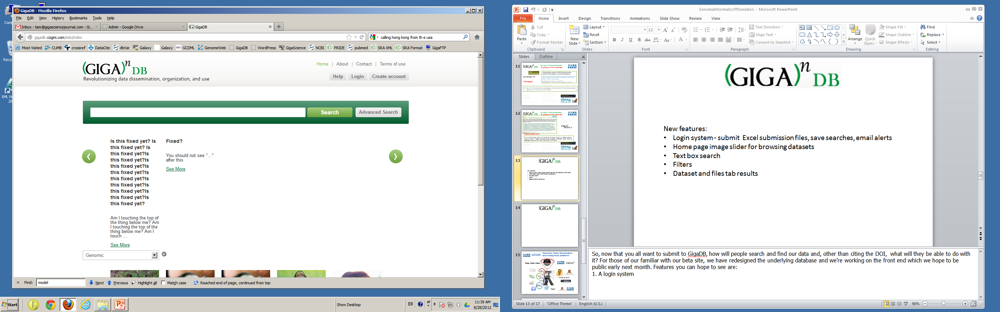 GigaDB - Mozilla Firefox
File Edit View History Bookmarks Tools Help
Inbox - tam@gigasciencejournal.com - Gi...
Admin - Google Drive
(G) GigaDB
gigadb.cogini.com/site/index
calling hong kong from th e usa
Most Visited CLiMB crossref DataCite dbVar Galaxy Galaxy GCDML GenomeWeb GigaDB WordPress GigaScience NCBI PRIDE pubmed SRA XML SRA Format GigaFTP
(GIGA)n DB
Revolutionizing data dissemination, organization, and use
Home | About | Contact | Terms of use
Help Login Create account
Search Advanced Search
Is this fixed yet? Is
this fixed yet? Is
this fixed yet?Is
this fixed yet?Is
this fixed yet?Is
this fixed yet?Is
this fixed yet?Is
this fixed yet?Is
this fixed yet?Is
this fixed yet?Is
this fixed yet?
Am I touching the top of
the thing below me? Am
I touching the top of the
thing below me? Am I
touch ...
See More
Fixed?
You should not see "..."
after this
See More
Genomic
Find: model Next Previous Highlight all Match case Reached end of page, continued from top
Start
Show Desktop
EN
11:39 AM
8/28/2012
GenomeInformaticsTPSneddon - Microsoft PowerPoint
File Home Insert Design Transitions Animations Slide Show Review View
Paste
Cut
Copy
Format Painter
Clipboard
New
Slide
Layout
Reset
Section
Slides
12
Font
Text Direction
Align Text
Convert to SmartArt
Paragraph
Arrange
Quick
Styles
Shape Fill
Shape Outline
Shape Effects
Drawing
Find
Replace
Select
Editing
Slides Outline
11
12
13
14
15
(GIGA)n DB
New features:
• Login system - submit Excel submission files, save searches, email alerts
• Home page image slider for browsing datasets
• Text box search
• Filters
• Dataset and files tab results
So, now that you all want to submit to GigaDB, how will people search and find our data and, other than citing the DOI, what will they be able to do with
it? For those of our familiar with our beta site, we have redesigned the underlying database and we're working on the front end which we hope to be
public early next month. Features you can hope to see are:
1. A login system
Slide 13 of 17 "Office Theme" English (U.S.) 90%